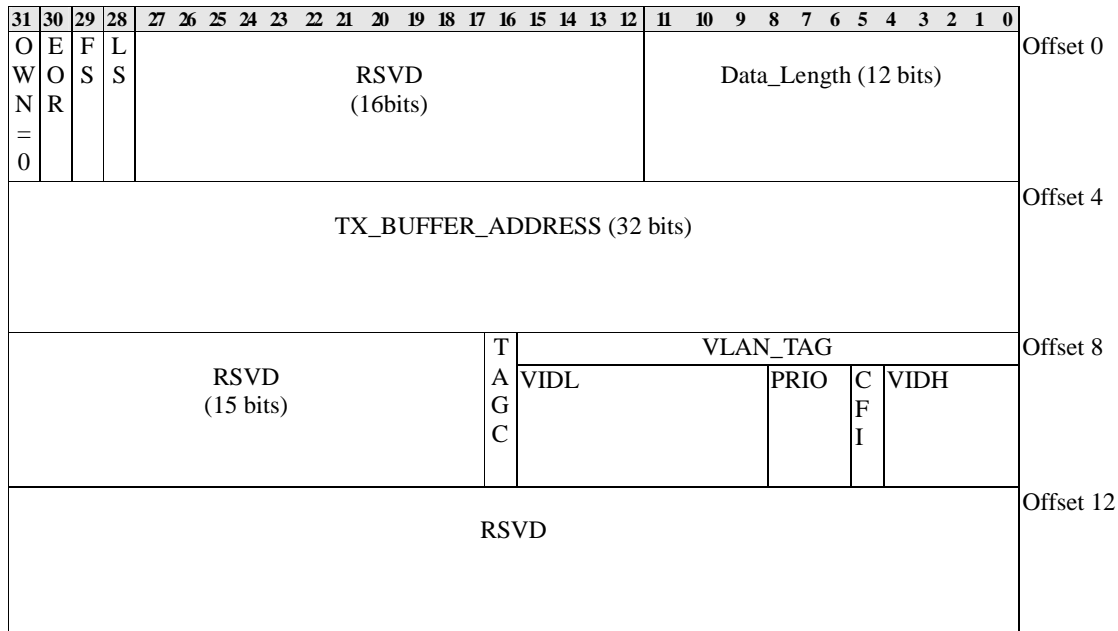 31 30 29 28 27 26 25 24 23 22 21 20 19 18 17 16 15 14 13 12 11 10 9 8 7 6 5 4 3 2 1 0
O E F L Offset 0
W O S S RSVD Data_Length (12 bits)
N R (16bits)
=
0
Offset 4
TX_BUFFER_ADDRESS (32 bits)
T VLAN_TAG Offset 8
RSVD A VIDL PRIO C VIDH
(15 bits) G F
C I
Offset 12
RSVD